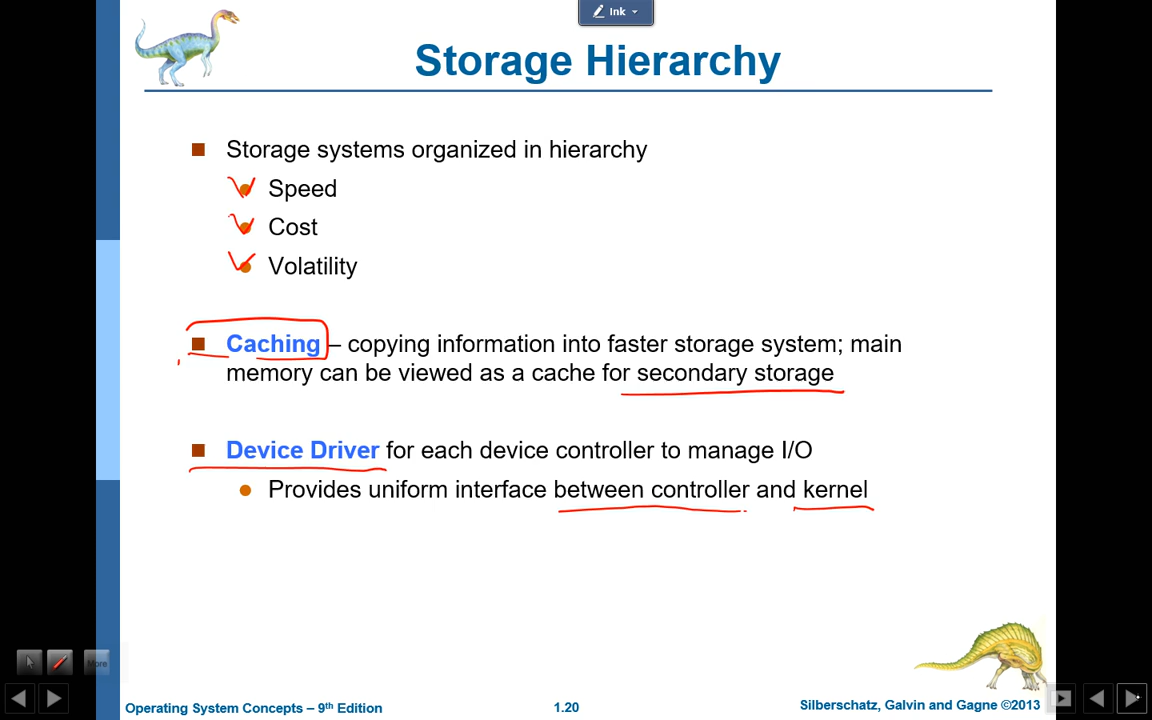 Ink
Storage Hierarchy
Storage systems organized in hierarchy
Speed
Cost
Volatility
Caching – copying information into faster storage system; main
memory can be viewed as a cache for secondary storage
Device Driver for each device controller to manage I/O
Provides uniform interface between controller and kernel
More
Operating System Concepts – 9th Edition
1.20
Silberschatz, Galvin and Gagne ©2013